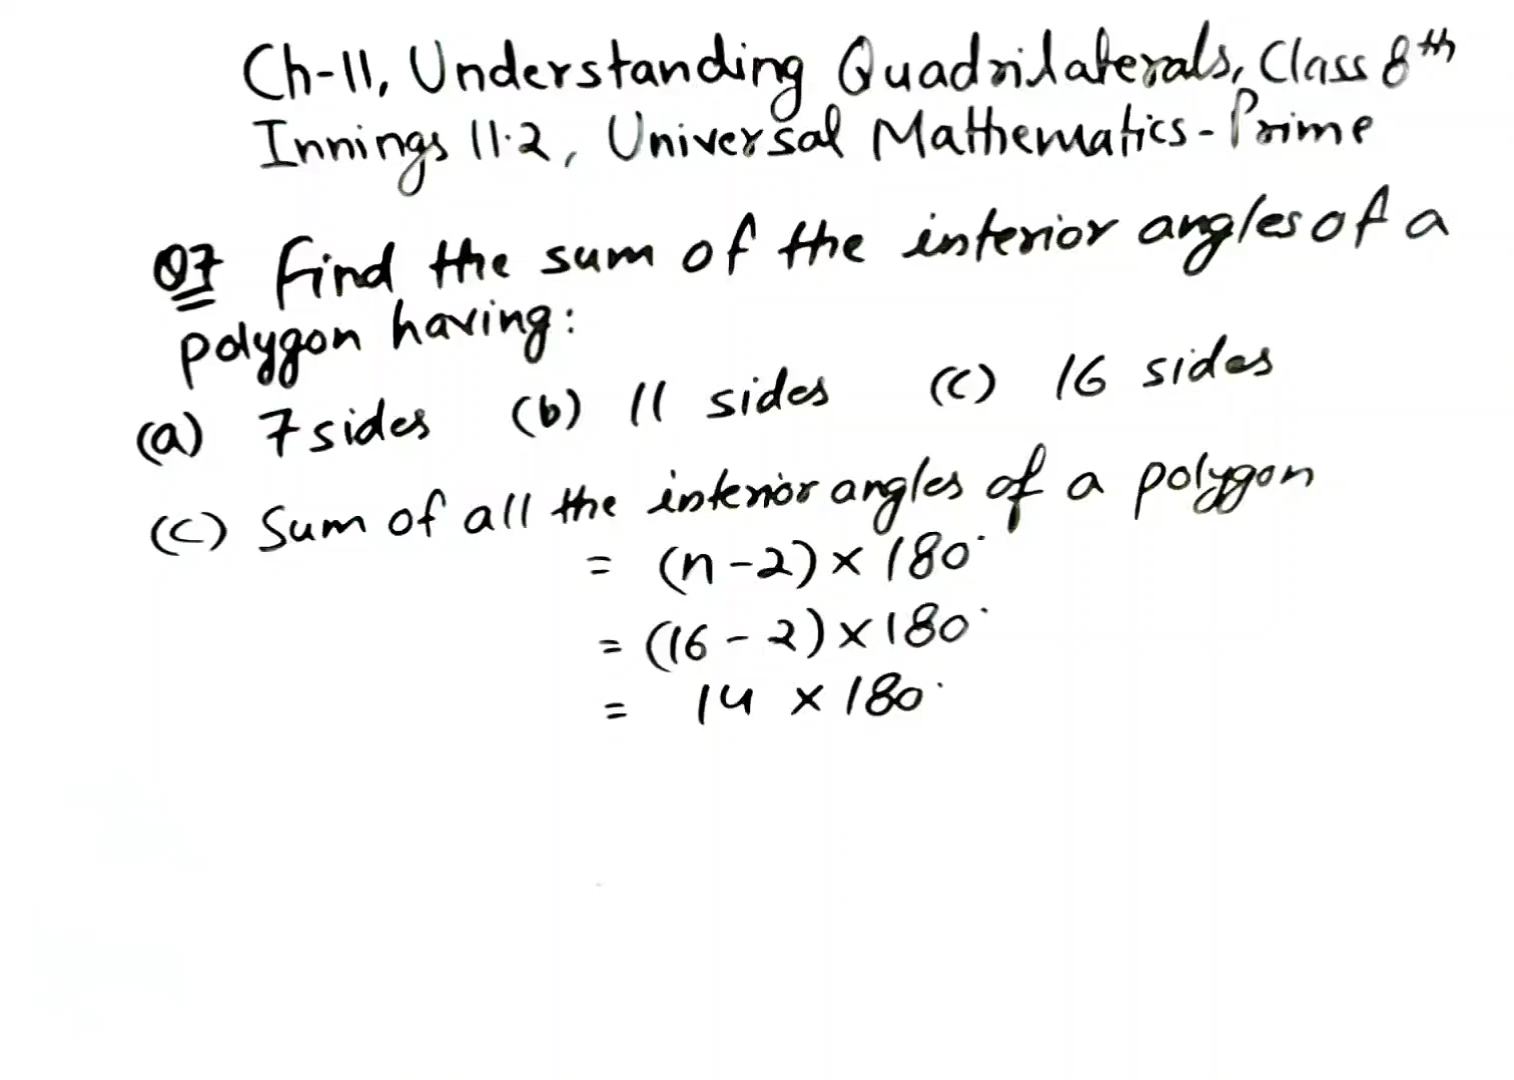 Ch-11, Understanding Quadrilaterals, Class 8th
Innings 11.2, Universal Mathematics-Prime
Q7 Find the sum of the interior angles of a
polygon having:
(a) 7 sides (b) 11 sides (c) 16 sides
(c) Sum of all the interior angles of a polygon
= (n-2) × 180°
= (16-2) × 180°
= 14 × 180°